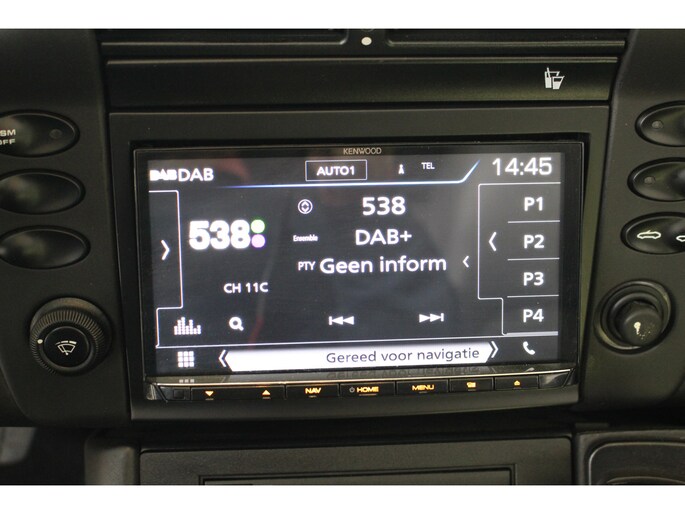 KENWOOD
SM
OFF
DAB DAB
AUTO1
TEL
14:45
538
538
P1
Ensemble
DAB+
P2
PTY Geen inform
P3
CH 11C
P4
Gereed voor navigatie
NAV
HOME
MENU